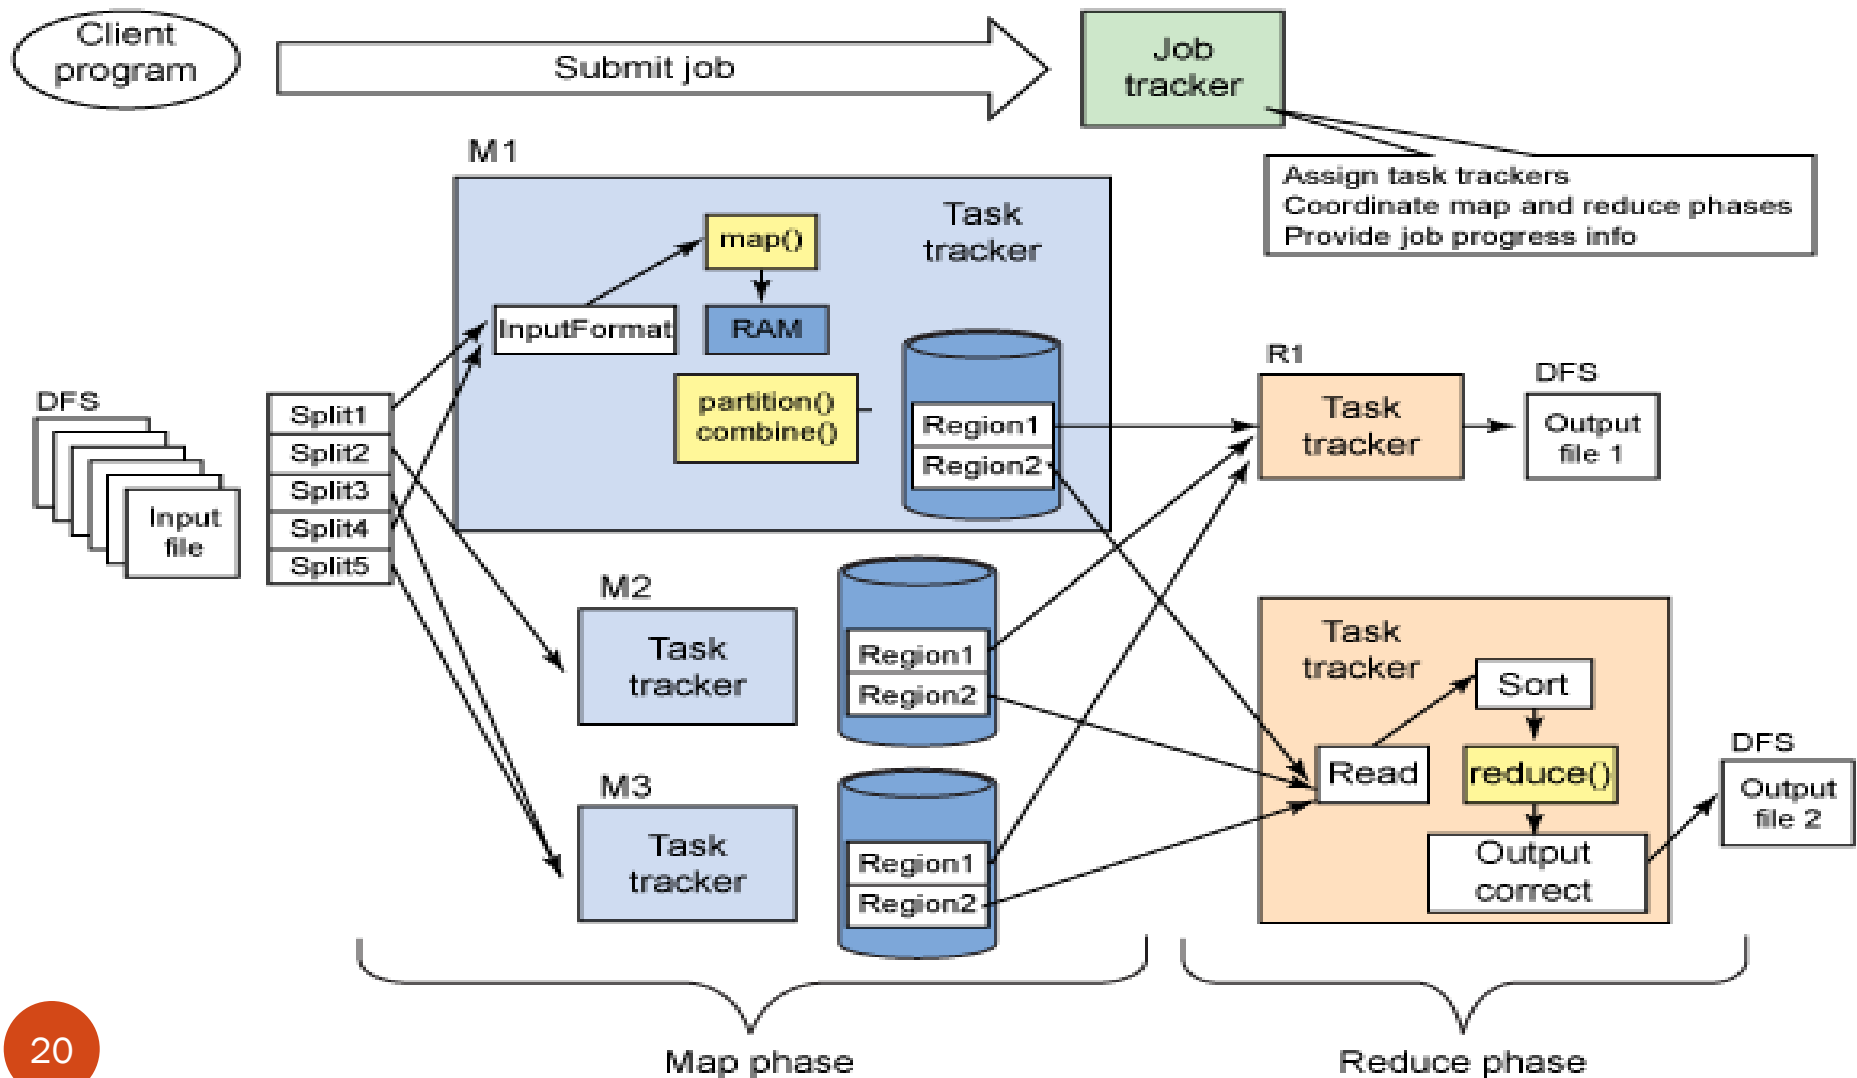 Client
program
Submit job
Job
tracker
Assign task trackers
Coordinate map and reduce phases
Provide job progress info
M1
Task
tracker
map()
InputFormat
RAM
partition()
combine()
Region1
Region2
DFS
Input
file
Split1
Split2
Split3
Split4
Split5
M2
Task
tracker
Region1
Region2
M3
Task
tracker
Region1
Region2
R1
Task
tracker
DFS
Output
file 1
Task
tracker
Sort
Read
reduce()
Output
correct
DFS
Output
file 2
Map phase
Reduce phase
20